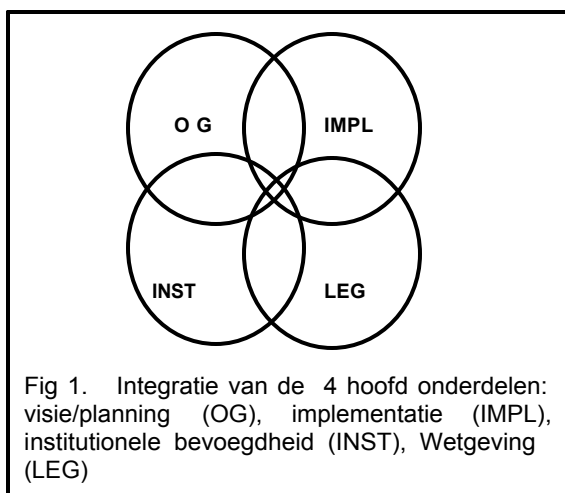 O G IMPL
INST LEG
Fig 1. Integratie van de 4 hoofd onderdelen:
visie/planning (OG), implementatie (IMPL),
institutionele bevoegdheid (INST), Wetgeving
(LEG)